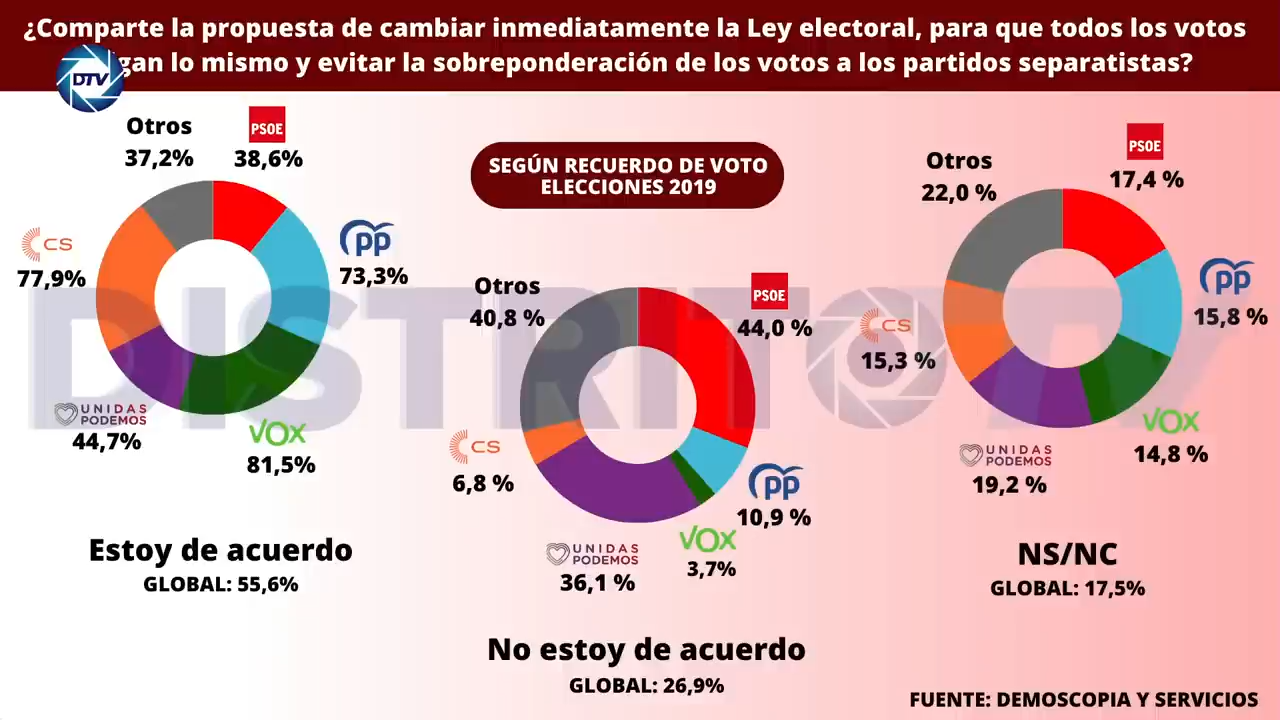 ¿Comparte la propuesta de cambiar inmediatamente la Ley electoral, para que todos los votos
gan lo mismo y evitar la sobreponderación de los votos a los partidos separatistas?
DTV
SEGÚN RECUERDO DE VOTO
ELECCIONES 2019
Otros
37,2%
PSOE
38,6%
CS
77,9%
PP
73,3%
UNIDAS
PODEMOS
44,7%
VOX
81,5%
Estoy de acuerdo
GLOBAL: 55,6%
Otros
40,8 %
PSOE
44,0 %
CS
6,8 %
PP
10,9 %
UNIDAS
PODEMOS
36,1 %
VOX
3,7%
No estoy de acuerdo
GLOBAL: 26,9%
Otros
22,0 %
PSOE
17,4 %
CS
15,3 %
PP
15,8 %
UNIDAS
PODEMOS
19,2 %
VOX
14,8 %
NS/NC
GLOBAL: 17,5%
DISTRITO TV
FUENTE: DEMOSCOPIA Y SERVICIOS